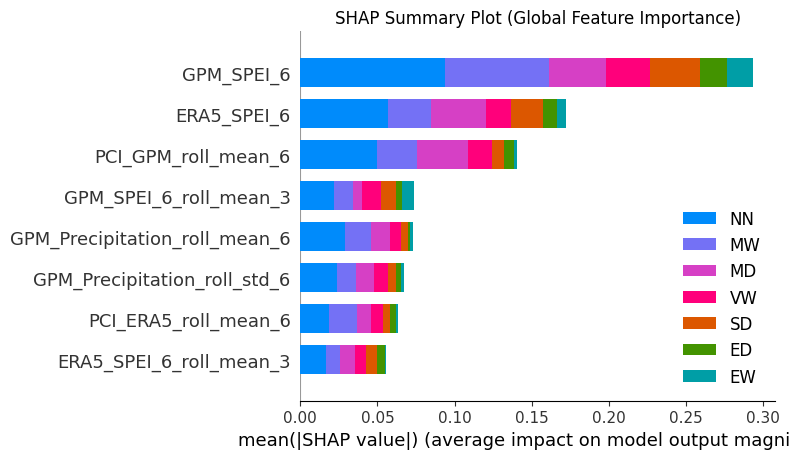 SHAP Summary Plot (Global Feature Importance)
GPM_SPEI_6
ERA5_SPEI_6
PCI_GPM_roll_mean_6
GPM_SPEI_6_roll_mean_3
GPM_Precipitation_roll_mean_6
GPM_Precipitation_roll_std_6
PCI_ERA5_roll_mean_6
ERA5_SPEI_6_roll_mean_3
NN
MW
MD
VW
SD
ED
EW
0.00 0.05 0.10 0.15 0.20 0.25 0.30
mean(|SHAP value|) (average impact on model output magni